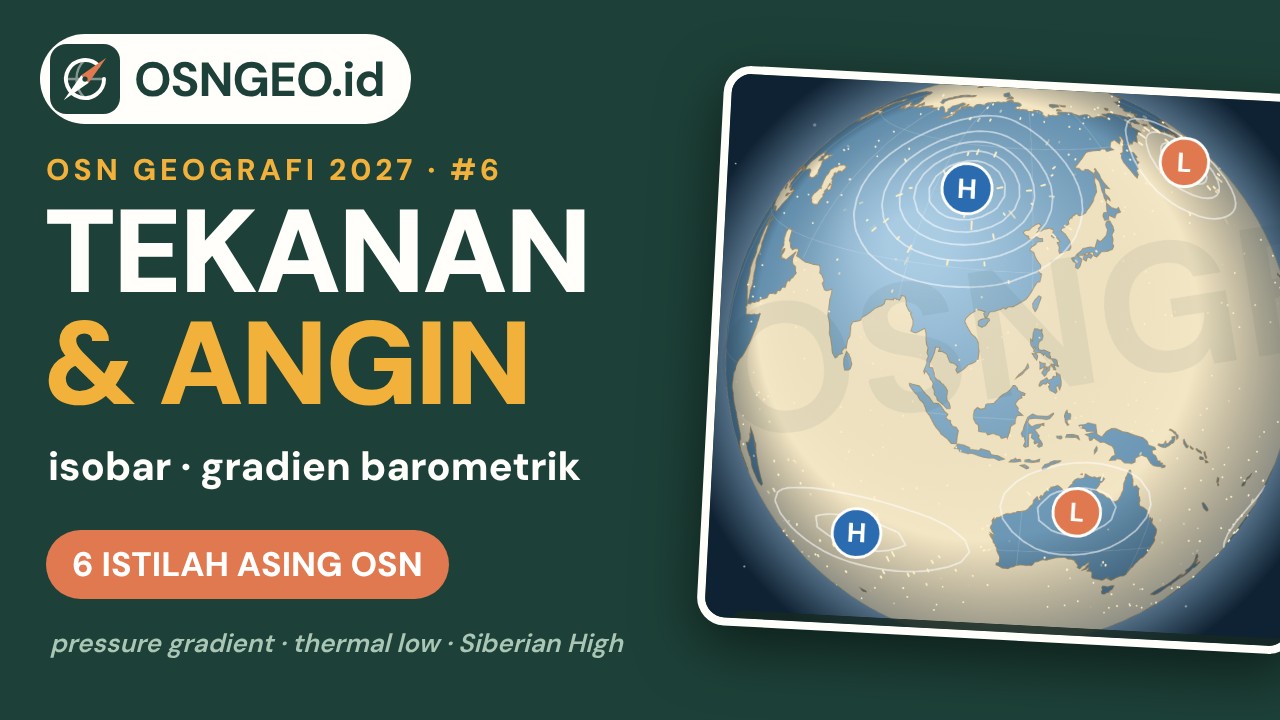 OSNGEO.id
OSN GEOGRAFI 2027 · #6
TEKANAN
& ANGIN
isobar · gradien barometrik
6 ISTILAH ASING OSN
pressure gradient · thermal low · Siberian High
H
L
H
L
OSNG